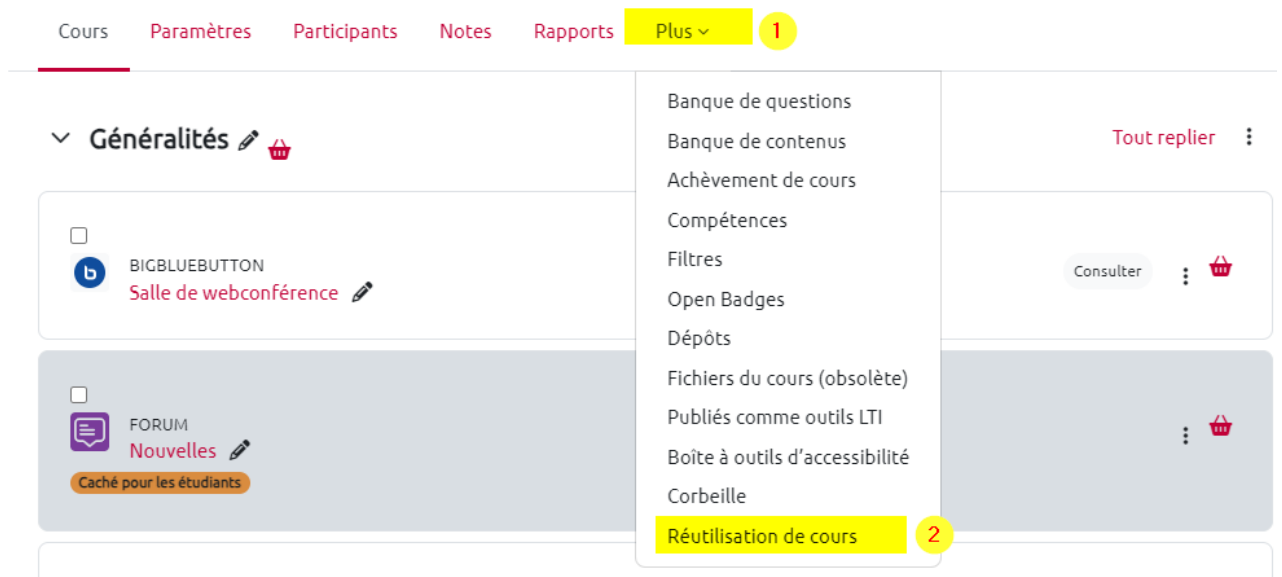 Cours Paramètres Participants Notes Rapports Plus 1
Banque de questions
Banque de contenus
Achèvement de cours
Compétences
Filtres
Open Badges
Dépôts
Fichiers du cours (obsolète)
Publiés comme outils LTI
Boîte à outils d’accessibilité
Corbeille
Réutilisation de cours 2
Généralités
Tout replier
BIGBLUEBUTTON
Salle de webconférence
Consulter
FORUM
Nouvelles
Caché pour les étudiants